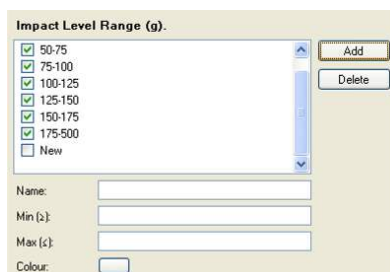 Impact Level Range (g).
50-75
75-100
100-125
125-150
150-175
175-500
New
Add
Delete
Name:
Min (≥):
Max (≤):
Colour: